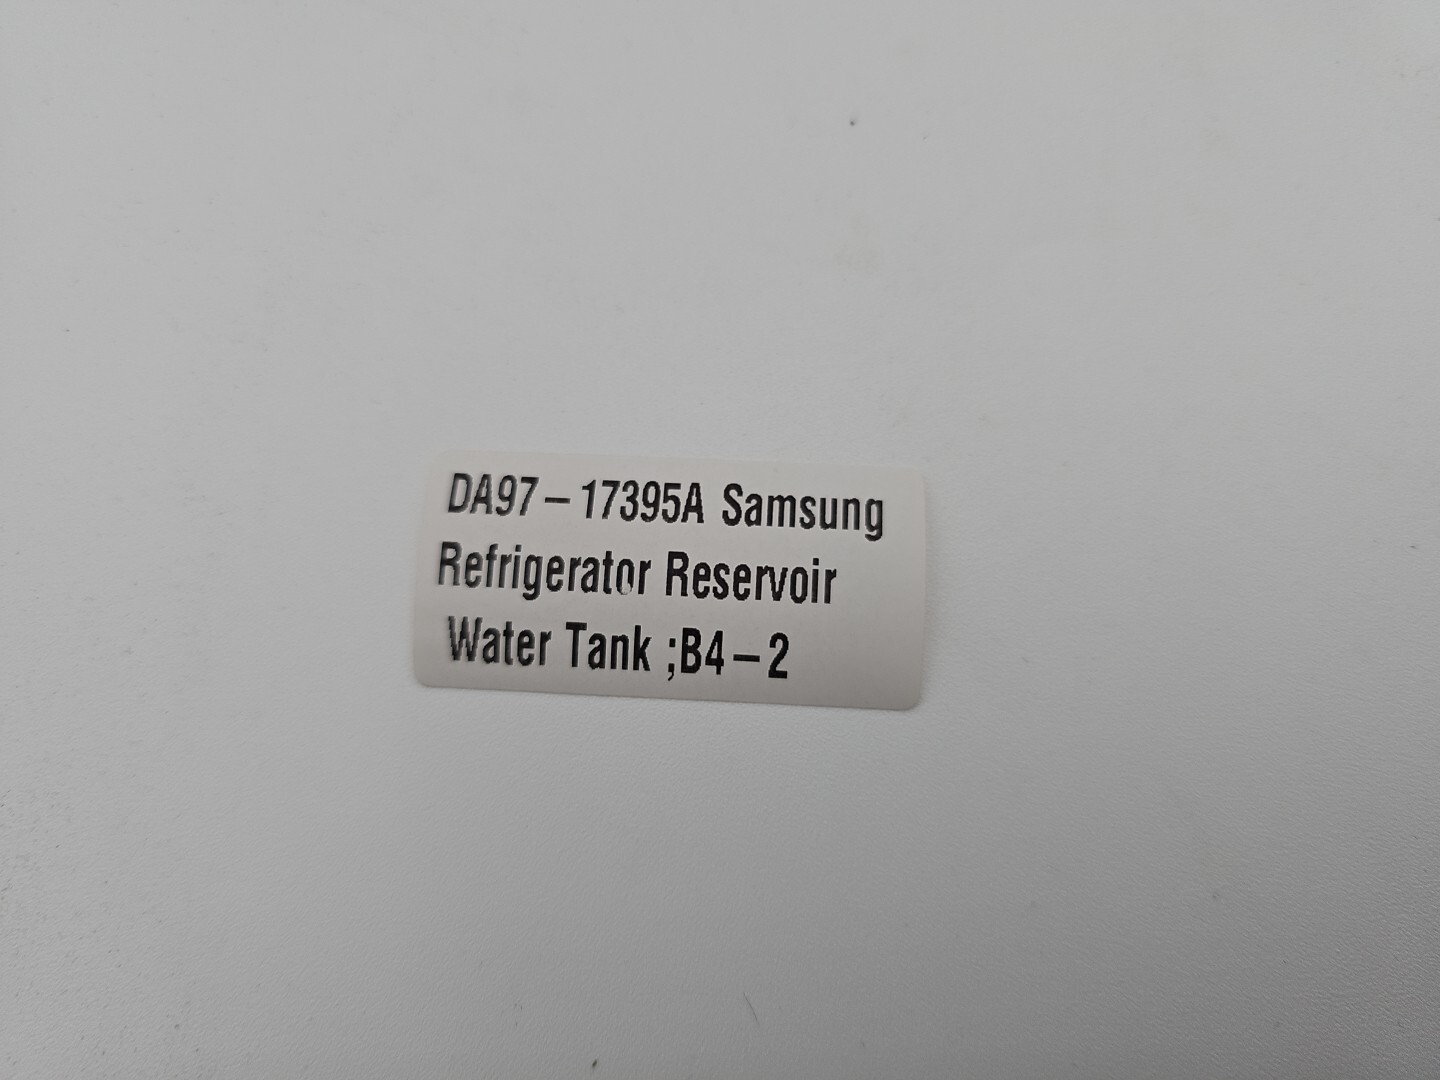 DA97-17395A Samsung
Refrigerator Reservoir
Water Tank ;B4-2